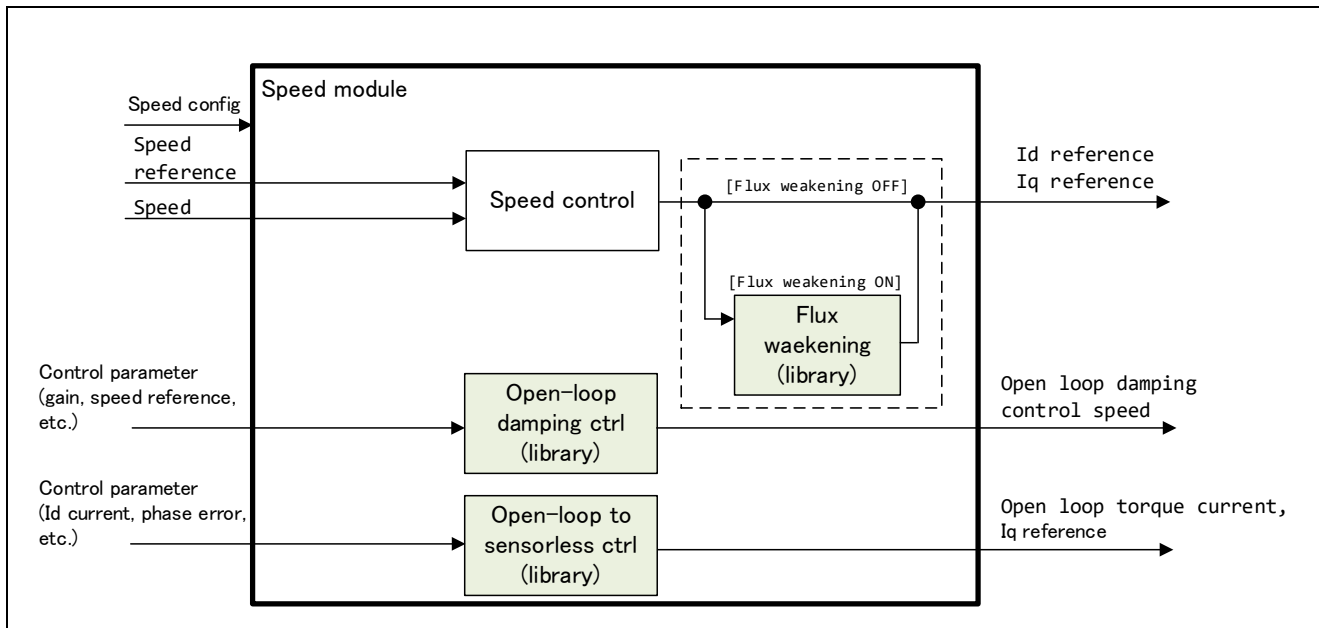 Speed module
Speed config
Speed
reference
Speed
Speed control
[Flux weakening OFF]
[Flux weakening ON]
Flux
waekening
(library)
Id reference
Iq reference
Control parameter
(gain, speed reference,
etc.)
Open-loop
damping ctrl
(library)
Open loop damping
control speed
Control parameter
(Id current, phase error,
etc.)
Open-loop to
sensorless ctrl
(library)
Open loop torque current,
Iq reference